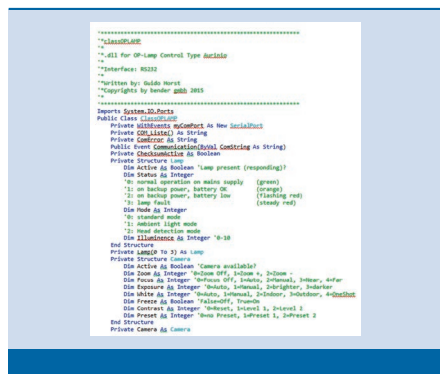 '**********************************************************
'*classOPLAMP
'*
'*.dll for OP-Lamp Control Type Aurinio
'*
'*Interface: RS232
'*
'*Written by: Guido Horst
'*Copyrights by bender gmbh 2015
'*
'**********************************************************
Imports System.IO.Ports
Public Class ClassOPLAMP
Private WithEvents myComPort As New SerialPort
Private COM_Liste() As String
Private ComError As String
Public Event Communication(ByVal ComString As String)
Private ChecksumActive As Boolean
Private Structure Lamp
Dim Active As Boolean 'Lamp present (responding)?
Dim Status As Integer
'0: normal operation on mains supply (green)
'1: on backup power, battery OK (orange)
'2: on backup power, battery low (flashing red)
'3: lamp fault (steady red)
Dim Mode As Integer
'0: standard mode
'1: Ambient light mode
'2: Head detection mode
Dim Illuminence As Integer '0-10
End Structure
Private Lamp(0 To 3) As Lamp
Private Structure Camera
Dim Active As Boolean 'Camera available?
Dim Zoom As Integer '0=Zoom Off, 1=Zoom +, 2=Zoom -
Dim Focus As Integer '0=Focus Off, 1=Auto, 2=Manual, 3=Near, 4=Far
Dim Exposure As Integer '0=Auto, 1=Manual, 2=brighter, 3=darker
Dim White As Integer '0=Auto, 1=Manual, 2=Indoor, 3=Outdoor, 4=OneShot
Dim Freeze As Boolean 'False=Off, True=On
Dim Contrast As Integer '0=Reset, 1=Level 1, 2=Level 2
Dim Preset As Integer '0=no Preset, 1=Preset 1, 2=Preset 2
End Structure
Private Camera As Camera